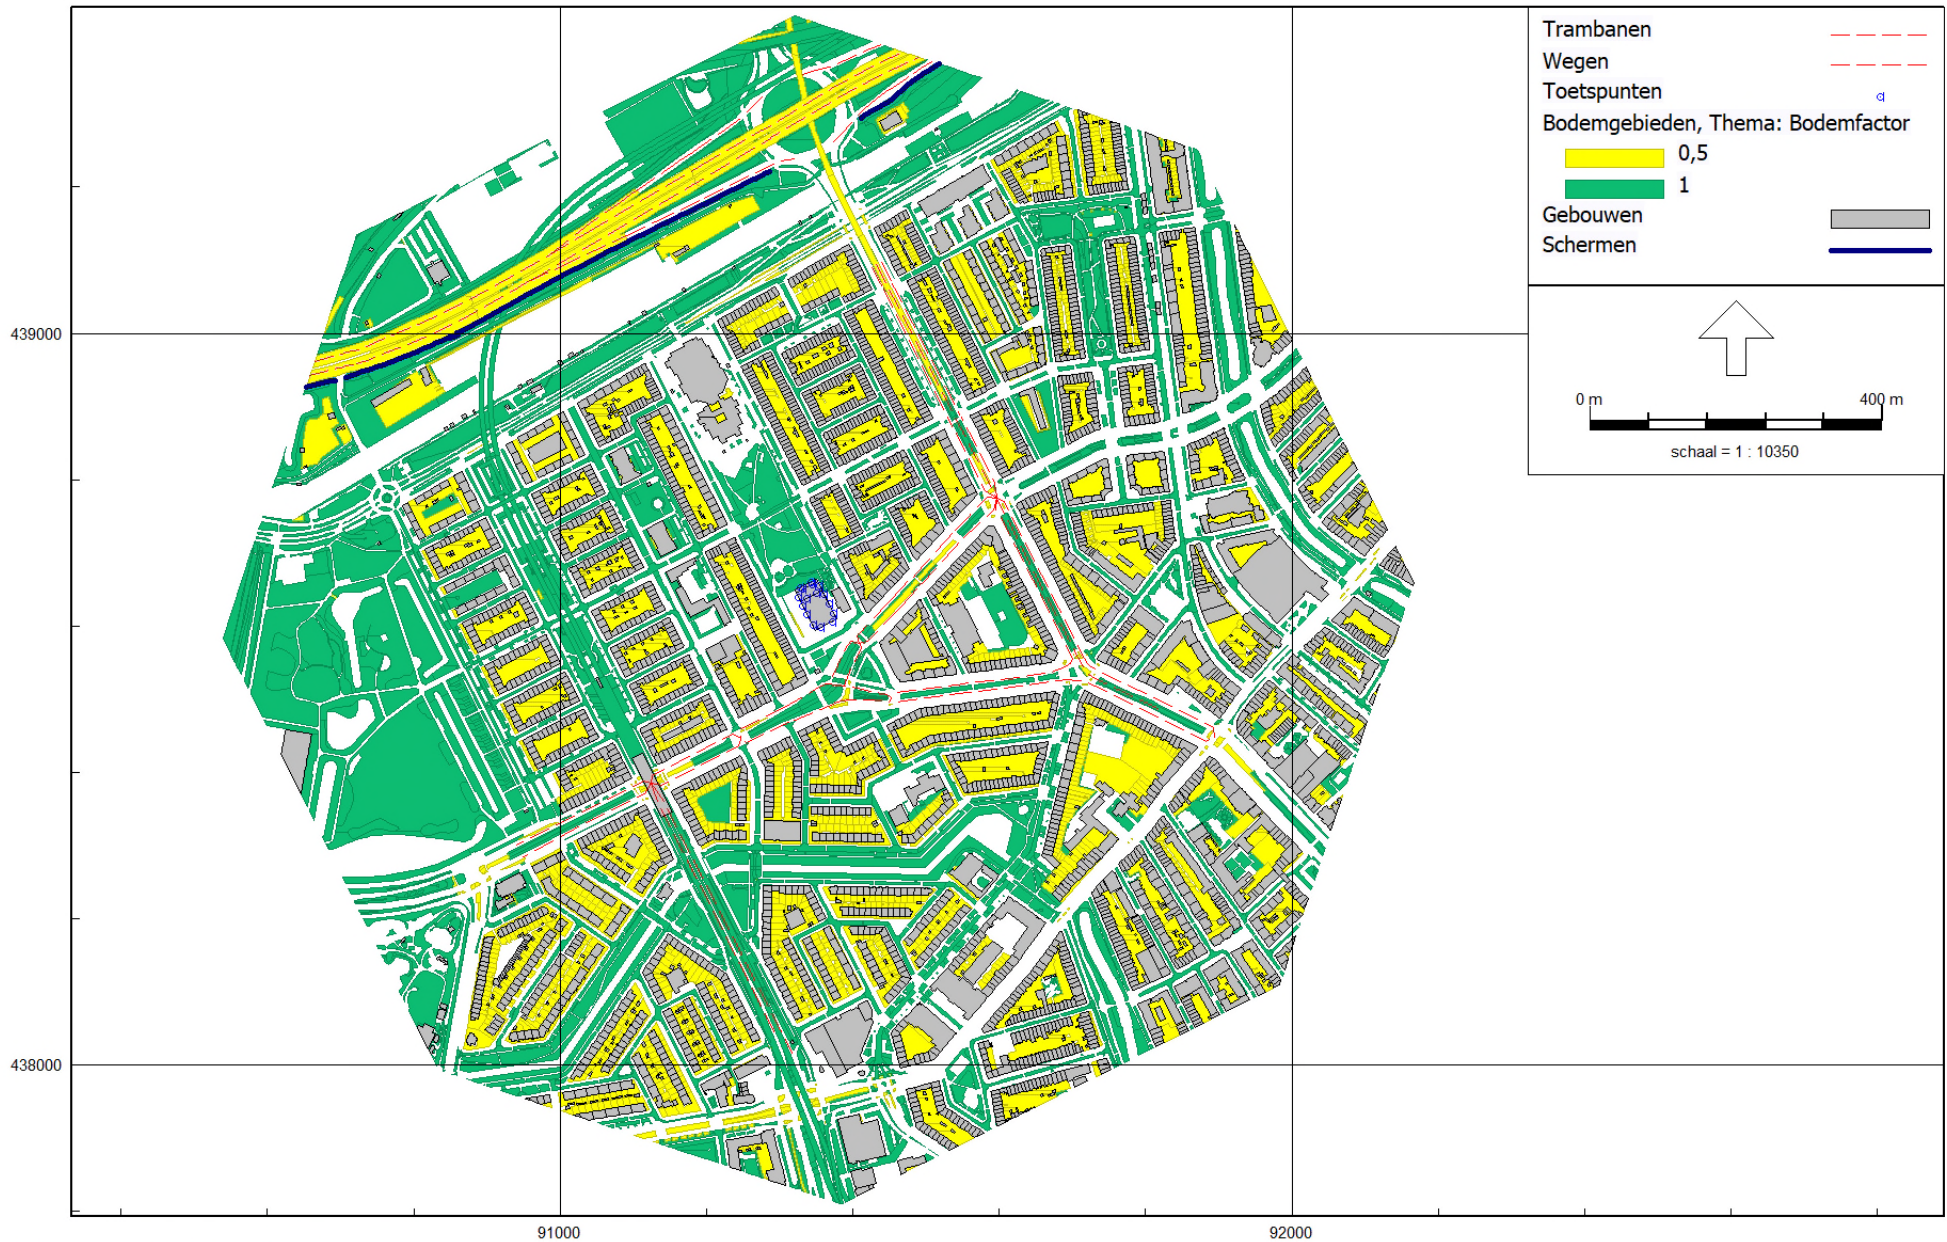 Trambanen
Wegen
Toetspunten
Bodemgebieden, Thema: Bodemfactor
0,5
1
Gebouwen
Schermen
0 m 400 m
schaal = 1 : 10350
439000
438000
91000 92000